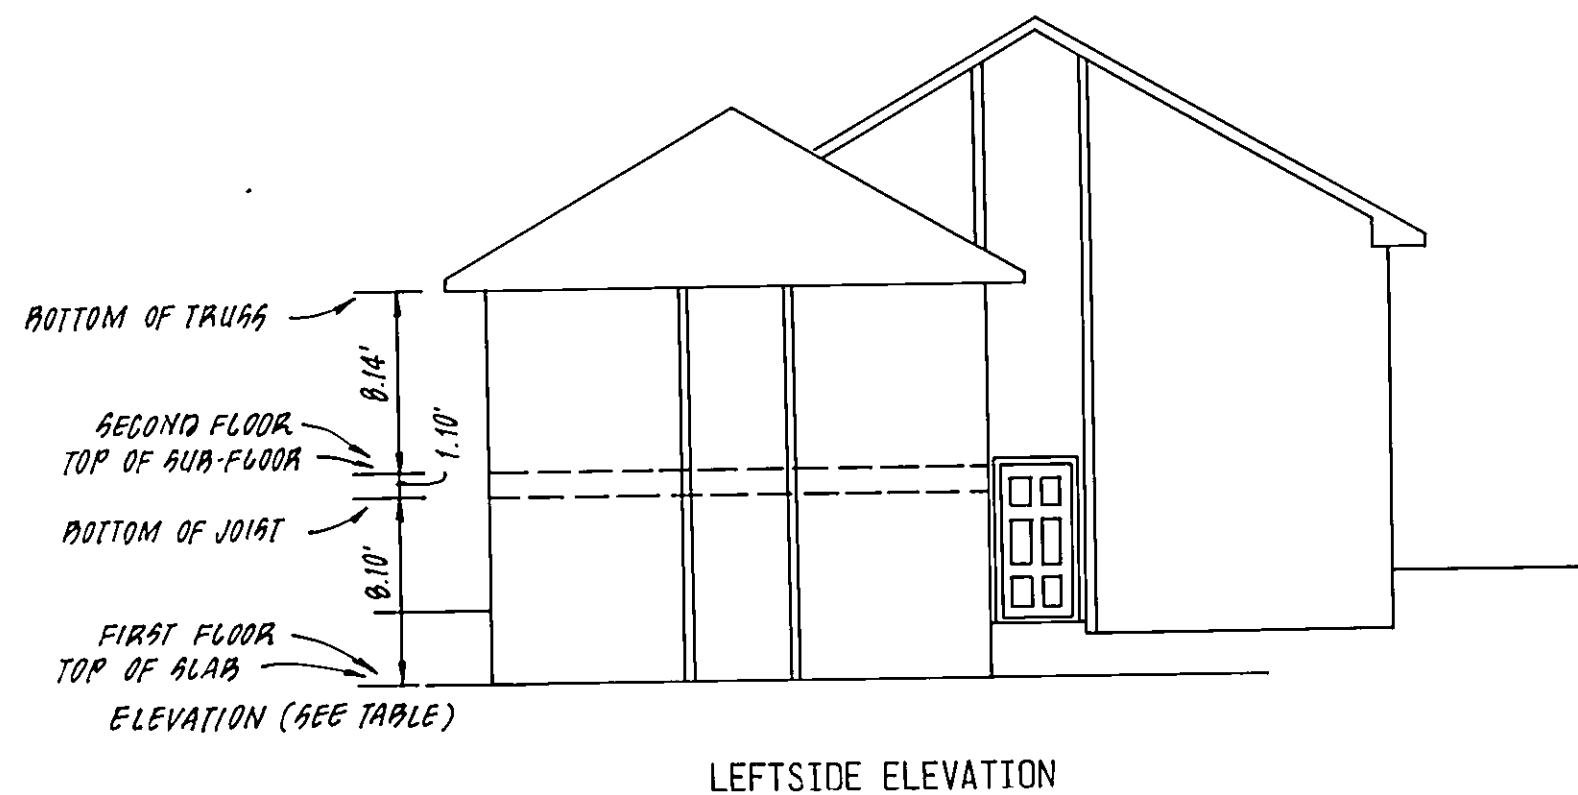 BOTTOM OF TRUSS
8.14'
SECOND FLOOR
TOP OF SUB-FLOOR
1.10'
BOTTOM OF JOIST
8.10'
FIRST FLOOR
TOP OF SLAB
ELEVATION (SEE TABLE)
LEFTSIDE ELEVATION